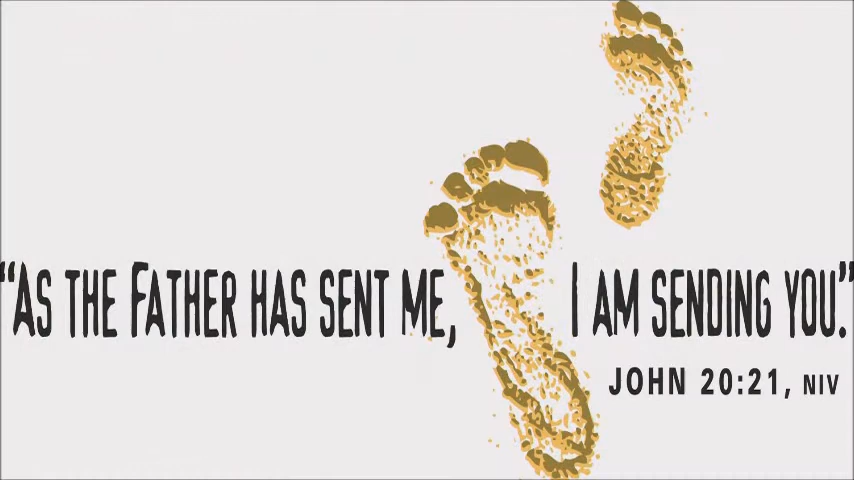 “As the Father has sent me, I am sending you.”
JOHN 20:21, NIV